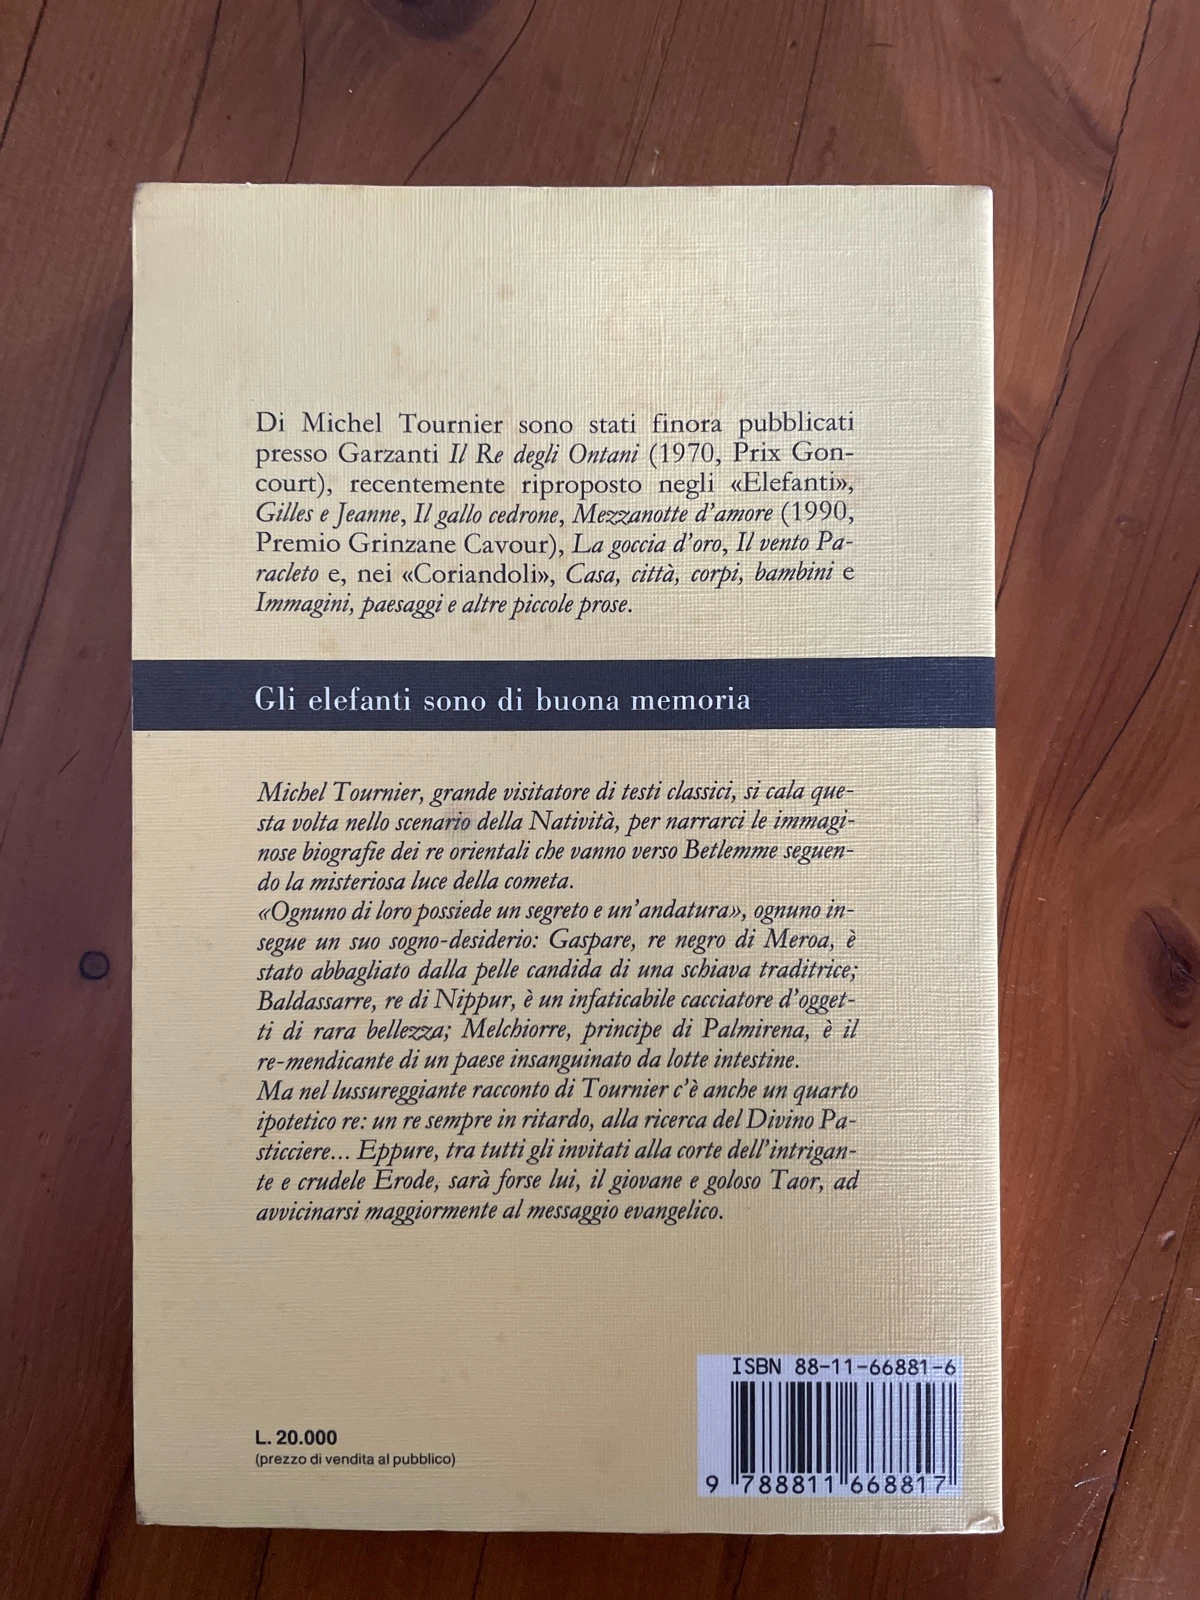 Di Michel Tournier sono stati finora pubblicati
presso Garzanti Il Re degli Ontani (1970, Prix Gon-
court), recentemente riproposto negli «Elefanti»,
Gilles e Jeanne, Il gallo cedrone, Mezzanotte d'amore (1990,
Premio Grinzane Cavour), La goccia d'oro, Il vento Pa-
racleto e, nei «Coriandoli», Casa, città, corpi, bambini e
Immagini, paesaggi e altre piccole prose.
Gli elefanti sono di buona memoria
Michel Tournier, grande visitatore di testi classici, si cala que-
sta volta nello scenario della Natività, per narrarci le immagi-
nose biografie dei re orientali che vanno verso Betlemme seguen-
do la misteriosa luce della cometa.
«Ognuno di loro possiede un segreto e un'andatura», ognuno in-
segue un suo sogno-desiderio: Gaspare, re negro di Meroa, è
stato abbagliato dalla pelle candida di una schiava traditrice;
Baldassarre, re di Nippur, è un infaticabile cacciatore d'ogget-
ti di rara bellezza; Melchiorre, principe di Palmirena, è il
re-mendicante di un paese insanguinato da lotte intestine.
Ma nel lussureggiante racconto di Tournier c'è anche un quarto
ipotetico re: un re sempre in ritardo, alla ricerca del Divino Pa-
sticciere... Eppure, tra tutti gli invitati alla corte dell'intrigan-
te e crudele Erode, sarà forse lui, il giovane e goloso Taor, ad
avvicinarsi maggiormente al messaggio evangelico.
ISBN 88-11-66881-6
L. 20.000
(prezzo di vendita al pubblico)
9 788811 668817